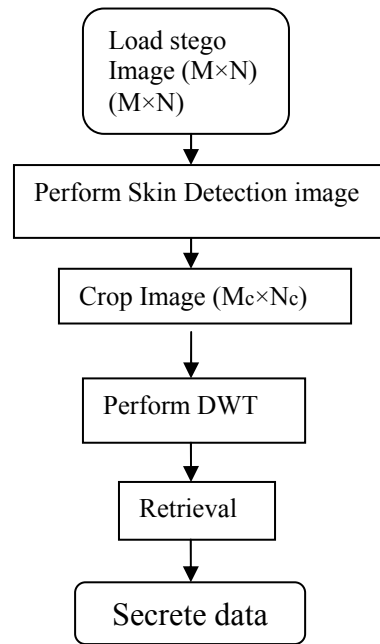 Load stego
Image (M×N)
(M×N)
Perform Skin Detection image
Crop Image (Mc×Nc)
Perform DWT
Retrieval
Secrete data